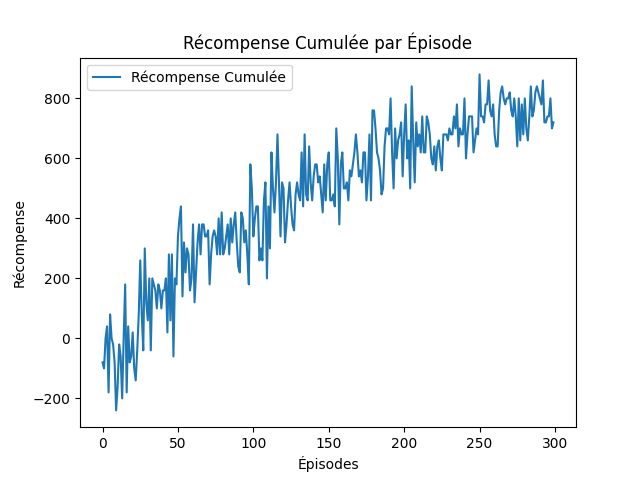 Récompense Cumulée par Épisode
Récompense Cumulée
Récompense
800
600
400
200
0
−200
0 50 100 150 200 250 300
Épisodes